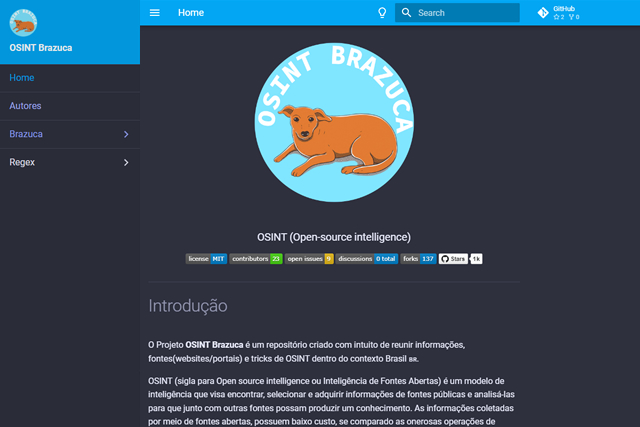 OSINT BRAZUCA
OSINT Brazuca
Home
Autores
Brazuca
Regex
Home
Search
GitHub
2 0
OSINT BRAZUCA
OSINT (Open-source intelligence)
license MIT contributors 23 open issues 9 discussions 0 total forks 137 Stars 1k
Introdução
O Projeto OSINT Brazuca é um repositório criado com intuito de reunir informações,
fontes(websites/portais) e tricks de OSINT dentro do contexto Brasil BR.
OSINT (sigla para Open source intelligence ou Inteligência de Fontes Abertas) é um modelo de
inteligência que visa encontrar, selecionar e adquirir informações de fontes públicas e analisá-las
para que junto com outras fontes possam produzir um conhecimento. As informações coletadas
por meio de fontes abertas, possuem baixo custo, se comparado as onerosas operações de